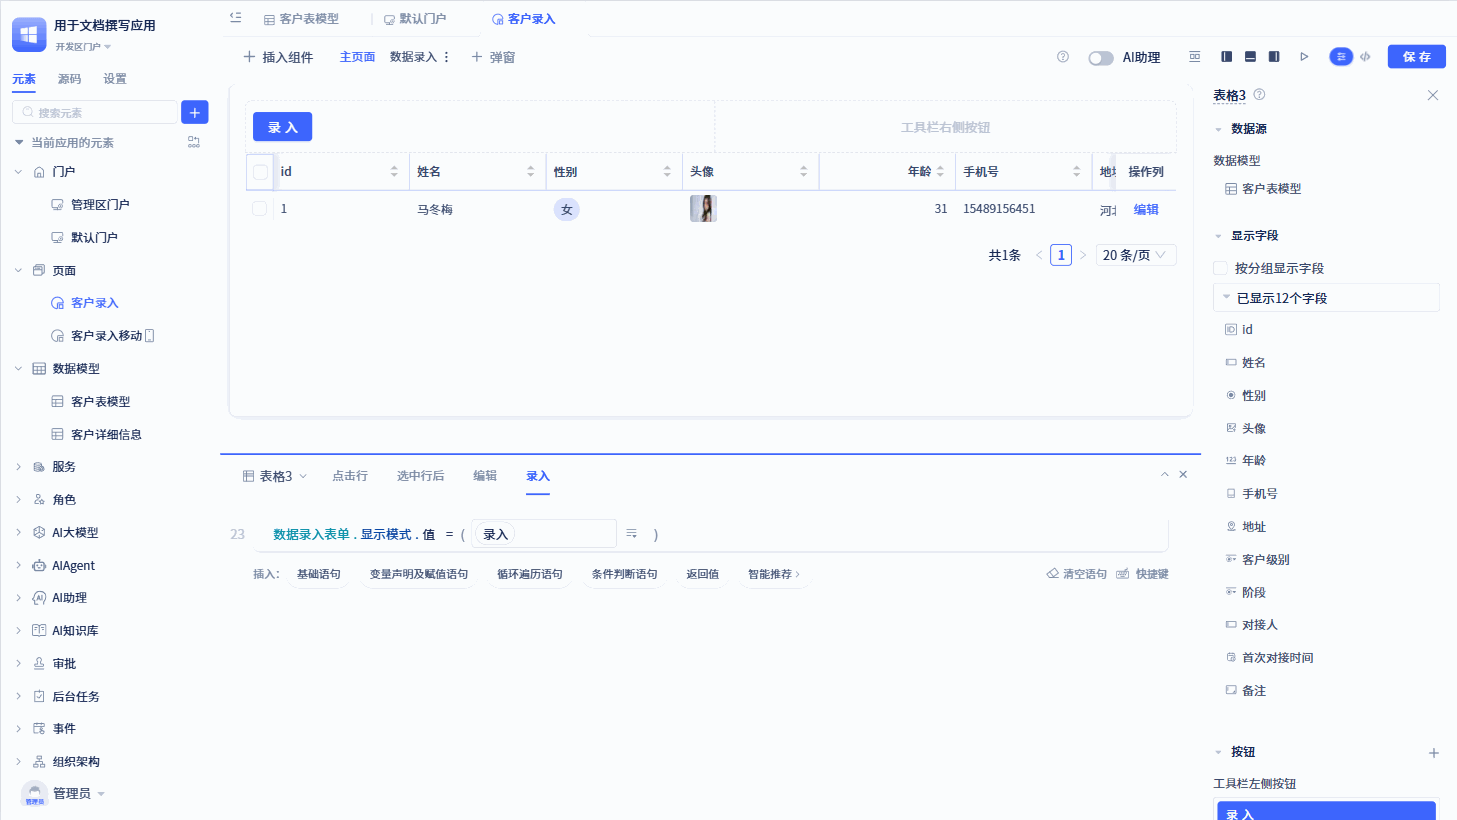 用于文档撰写应用
开发区门户
元素 源码 设置
搜索元素
当前应用的元素
门户
管理区门户
默认门户
页面
客户录入
客户录入移动
数据模型
客户表模型
客户详细信息
服务
角色
AI大模型
AIAgent
AI助理
AI知识库
审批
后台任务
事件
组织架构
管理员
管理员
客户表模型 默认门户 客户录入
插入组件 主页面 数据录入 弹窗 AI助理 保存
录入 工具栏右侧按钮
id 姓名 性别 头像 年龄 手机号 操作列
1 马冬梅 女 31 15489156451 编辑
共1条 1 20 条/页
表格3 点击行 选中行后 编辑 录入
23 数据录入表单 . 显示模式 . 值 = ( 录入 )
插入: 基础语句 变量声明及赋值语句 循环遍历语句 条件判断语句 返回值 智能推荐 清空语句 快捷键
表格3
数据源
数据模型
客户表模型
显示字段
按分组显示字段
已显示12个字段
id
姓名
性别
头像
年龄
手机号
地址
客户级别
阶段
对接人
首次对接时间
备注
按钮
工具栏左侧按钮
录入